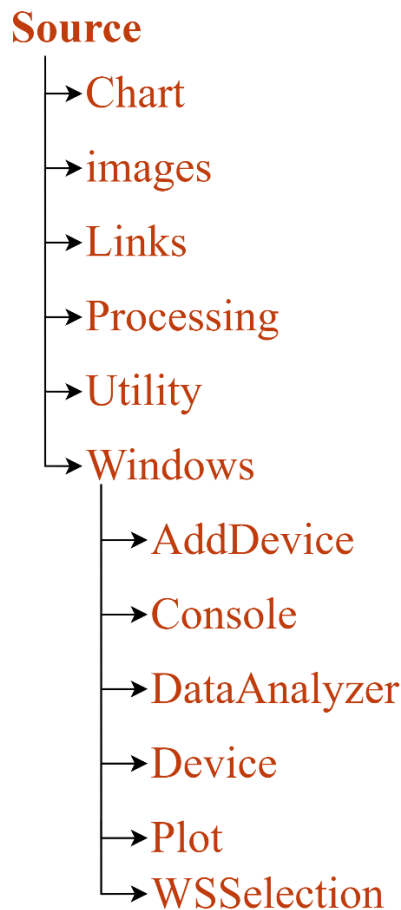 Source
Chart
images
Links
Processing
Utility
Windows
AddDevice
Console
DataAnalyzer
Device
Plot
WSSelection